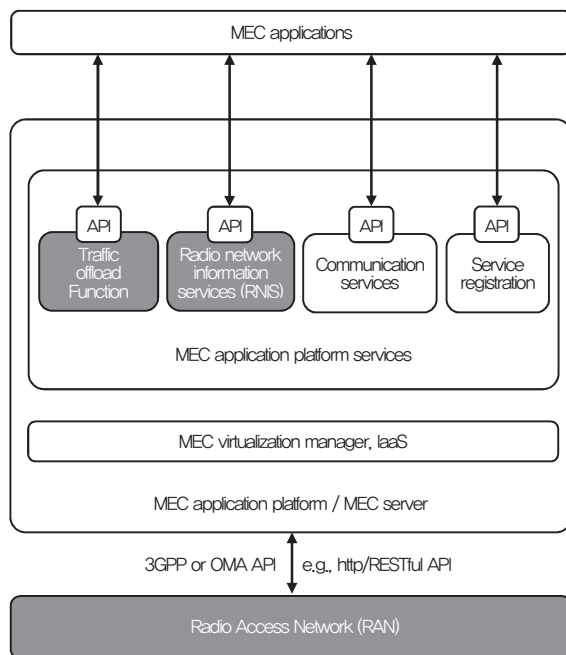 MEC applications
API
API
API
API
Traffic
offload
Function
Radio network
information
services (RNIS)
Communication
services
Service
registration
MEC application platform services
MEC virtualization manager, IaaS
MEC application platform / MEC server
3GPP or OMA API
e.g., http/RESTful API
Radio Access Network (RAN)